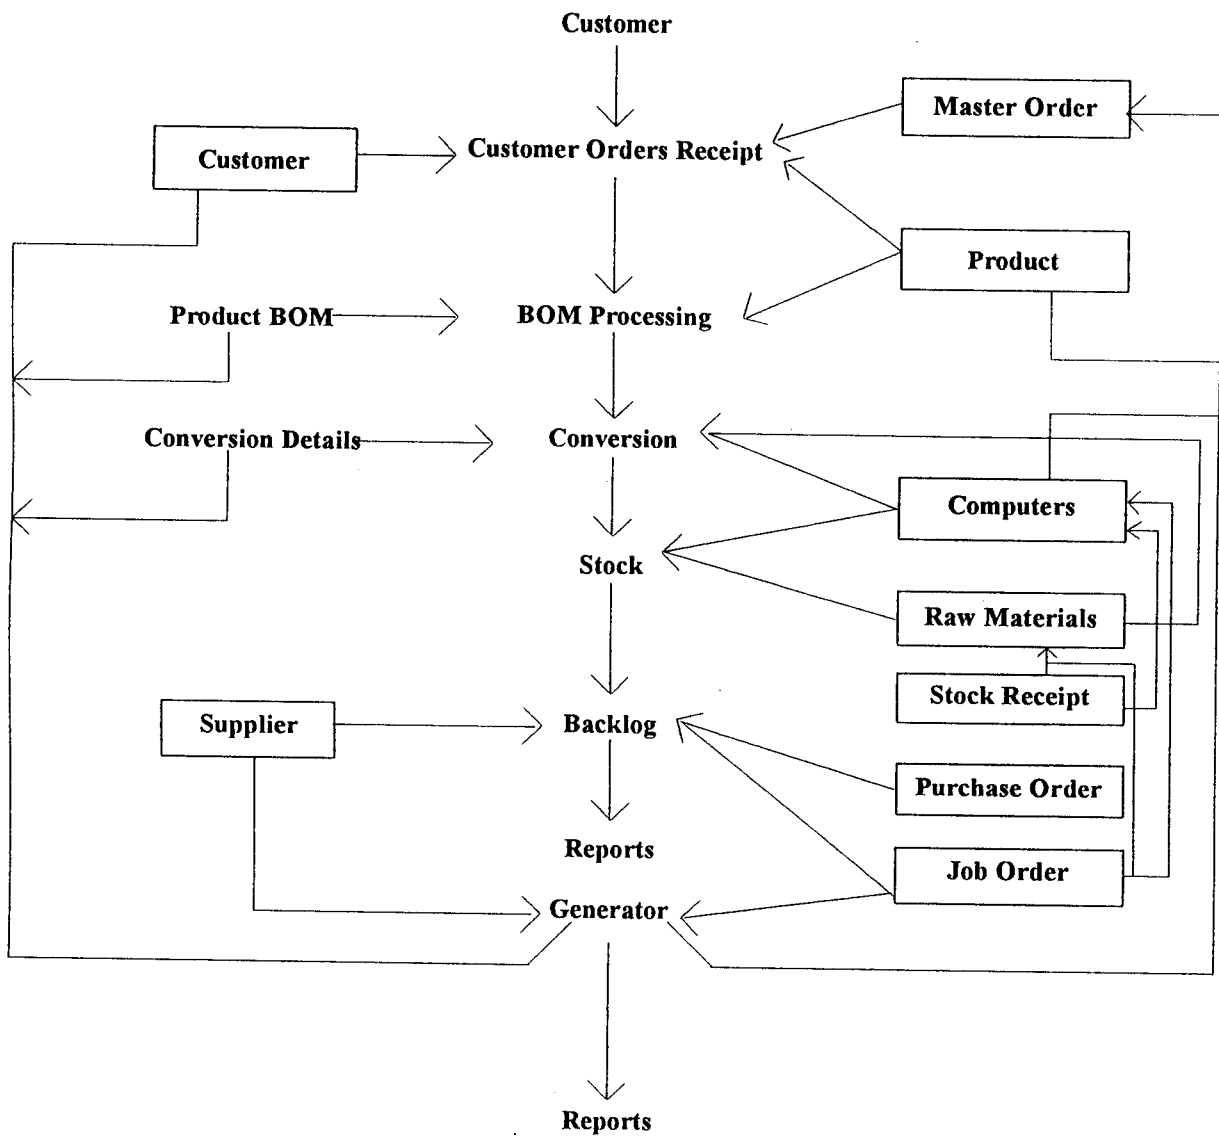 Customer
Master Order
Customer
Customer Orders Receipt
Product
Product BOM
BOM Processing
Conversion Details
Conversion
Computers
Stock
Raw Materials
Stock Receipt
Supplier
Backlog
Purchase Order
Reports
Job Order
Generator
Reports